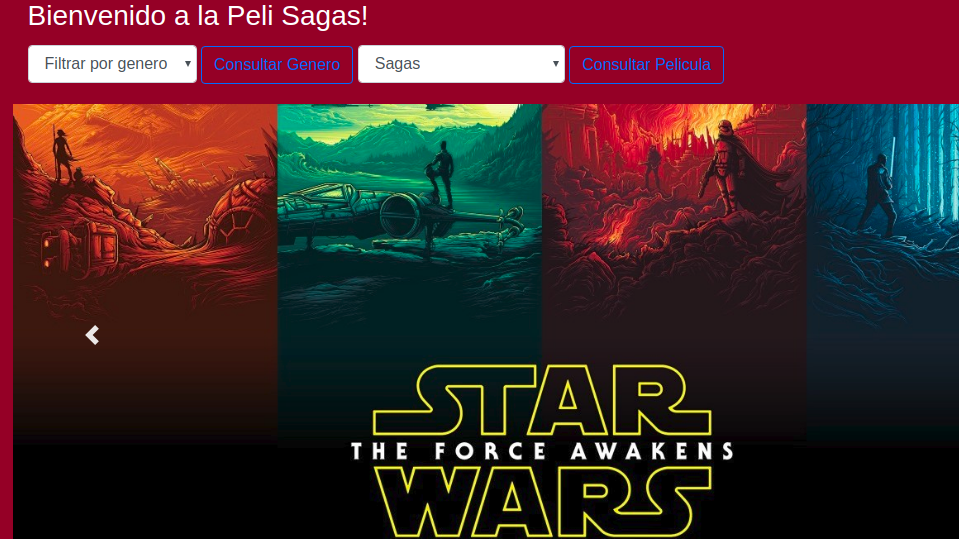 Bienvenido a la Peli Sagas!
Filtrar por genero Consultar Genero Sagas Consultar Pelicula
STAR
THE FORCE AWAKENS
WARS